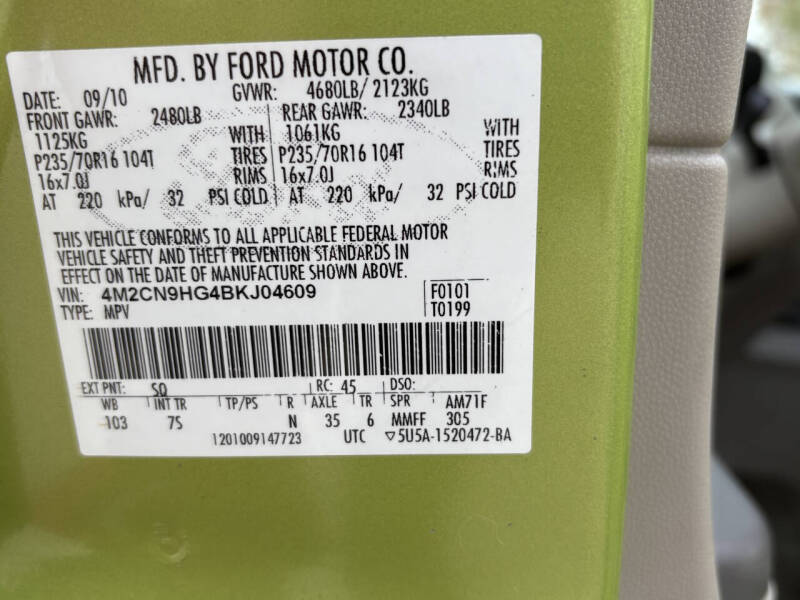 MFD. BY FORD MOTOR CO.
DATE: 09/10 GVWR: 4680LB/ 2123KG
FRONT GAWR: 2480LB REAR GAWR: 2340LB
1125KG WITH 1061KG WITH
P235/70R16 104T TIRES P235/70R16 104T TIRES
16x7.0J RIMS 16x7.0J RIMS
AT 220 kPa/ 32 PSI COLD AT 220 kPa/ 32 PSI COLD
THIS VEHICLE CONFORMS TO ALL APPLICABLE FEDERAL MOTOR
VEHICLE SAFETY AND THEFT PREVENTION STANDARDS IN
EFFECT ON THE DATE OF MANUFACTURE SHOWN ABOVE.
VIN: 4M2CN9HG4BKJ04609 F0101
TYPE: MPV T0199
EXT PNT: SQ RC: 45 DSO:
WB INT TR TP/PS R AXLE TR SPR AM71F
103 7S N 35 6 MMFF 305
1201009147723 UTC ▽5U5A-1520472-BA